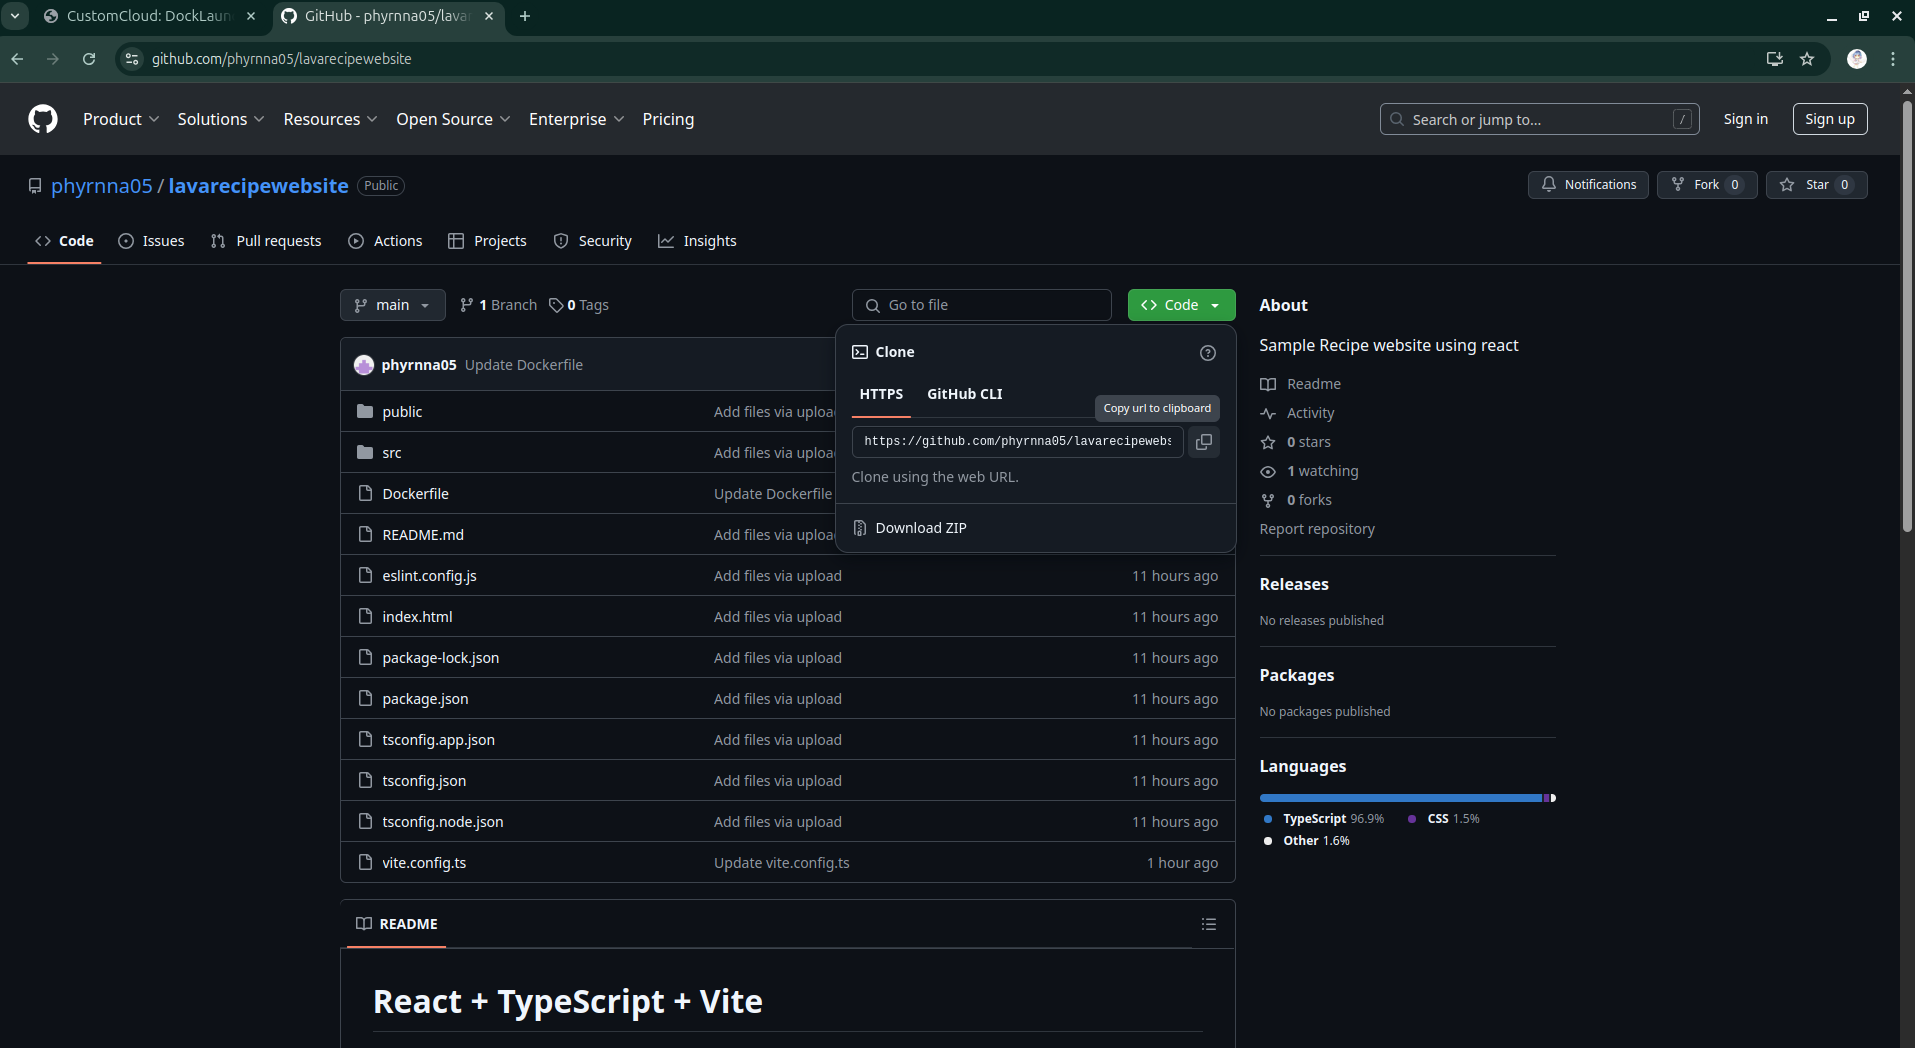 CustomCloud: DockLaun
GitHub - phyrnna05/lava
github.com/phyrnna05/lavarecipewebsite
Product Solutions Resources Open Source Enterprise Pricing
Search or jump to... /
Sign in
Sign up
phyrnna05 / lavarecipewebsite Public
Notifications
Fork 0
Star 0
Code Issues Pull requests Actions Projects Security Insights
main
1 Branch
0 Tags
Go to file
Code
Clone
HTTPS
GitHub CLI
Copy url to clipboard
https://github.com/phyrnna05/lavarecipewebs
Clone using the web URL.
Download ZIP
phyrnna05 Update Dockerfile
public Add files via uploa
src Add files via uploa
Dockerfile Update Dockerfile
README.md Add files via uploa
eslint.config.js Add files via upload 11 hours ago
index.html Add files via upload 11 hours ago
package-lock.json Add files via upload 11 hours ago
package.json Add files via upload 11 hours ago
tsconfig.app.json Add files via upload 11 hours ago
tsconfig.json Add files via upload 11 hours ago
tsconfig.node.json Add files via upload 11 hours ago
vite.config.ts Update vite.config.ts 1 hour ago
README
React + TypeScript + Vite
About
Sample Recipe website using react
Readme
Activity
0 stars
1 watching
0 forks
Report repository
Releases
No releases published
Packages
No packages published
Languages
TypeScript 96.9% CSS 1.5%
Other 1.6%